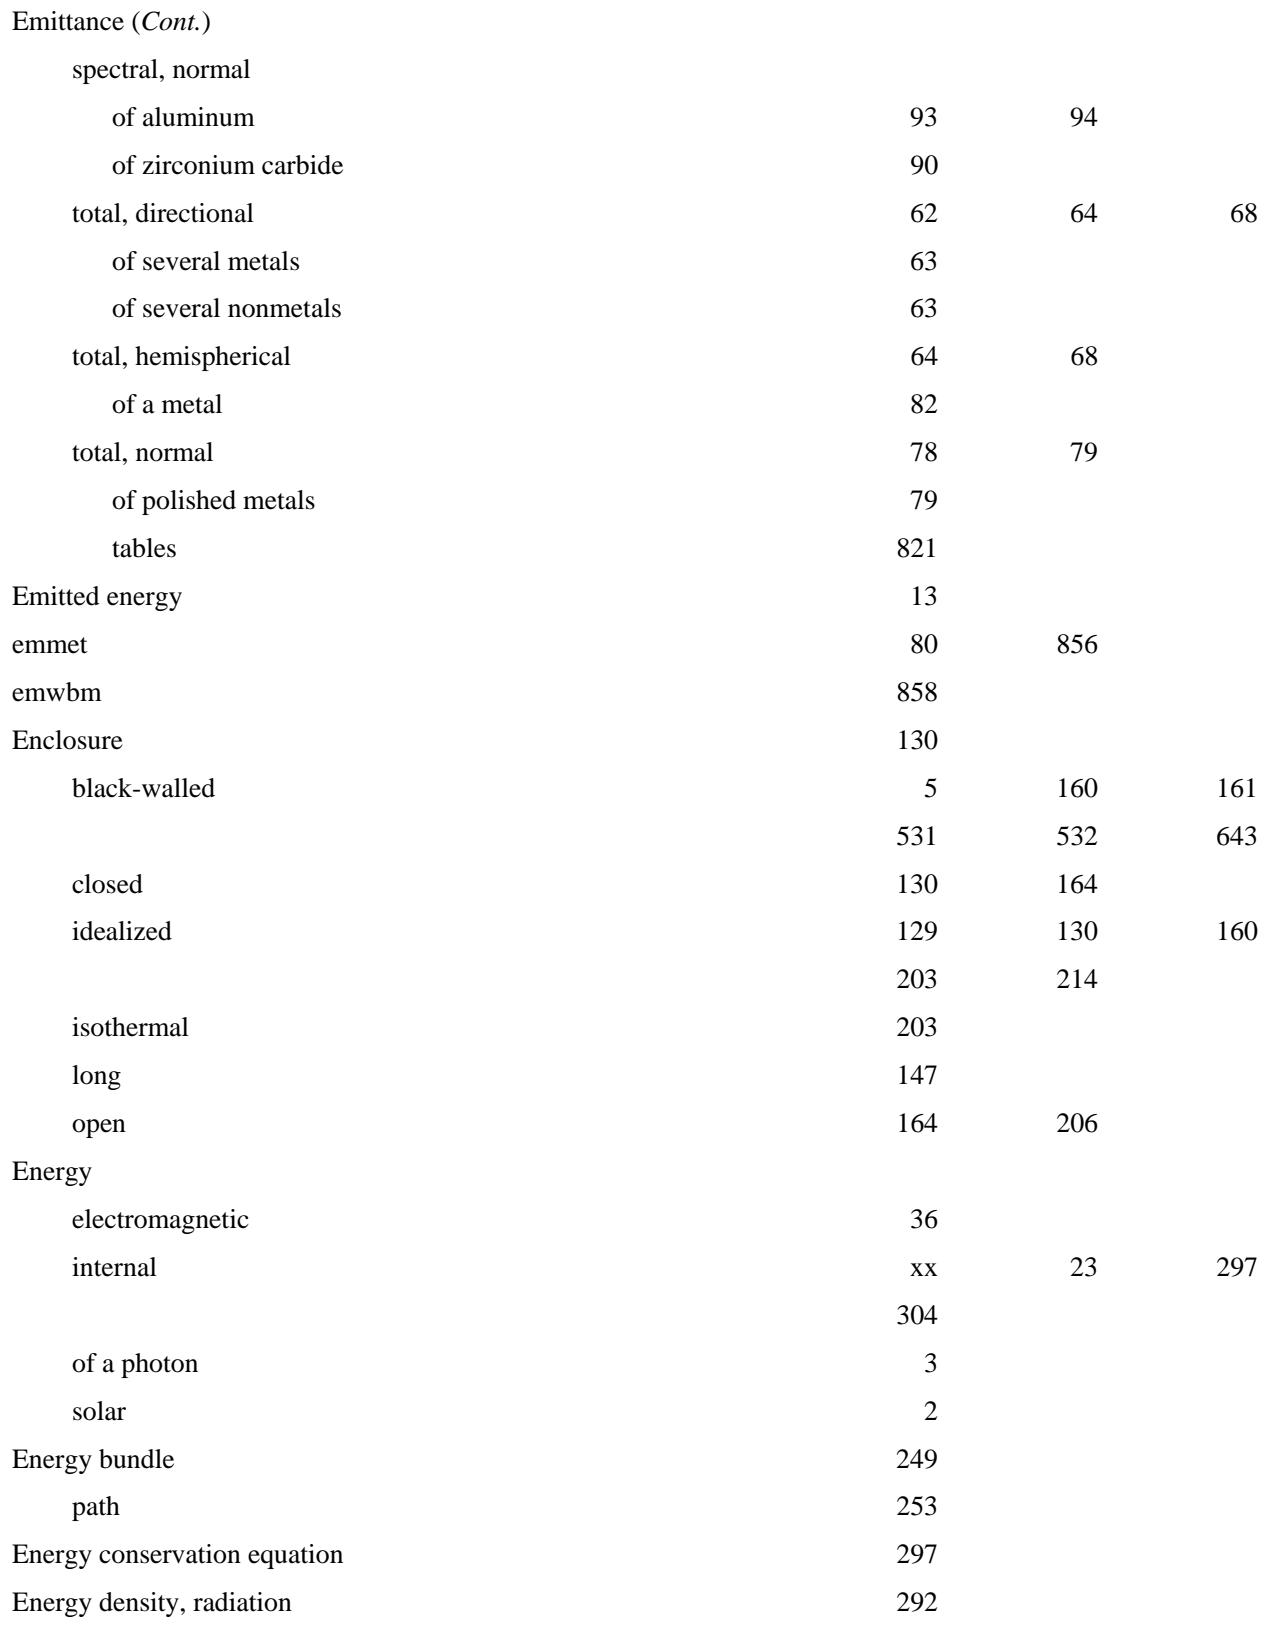 Emittance (Cont.)
spectral, normal
of aluminum 93 94
of zirconium carbide 90
total, directional 62 64 68
of several metals 63
of several nonmetals 63
total, hemispherical 64 68
of a metal 82
total, normal 78 79
of polished metals 79
tables 821
Emitted energy 13
emmet 80 856
emwbm 858
Enclosure 130
black-walled 5 160 161
531 532 643
closed 130 164
idealized 129 130 160
203 214
isothermal 203
long 147
open 164 206
Energy
electromagnetic 36
internal xx 23 297
304
of a photon 3
solar 2
Energy bundle 249
path 253
Energy conservation equation 297
Energy density, radiation 292